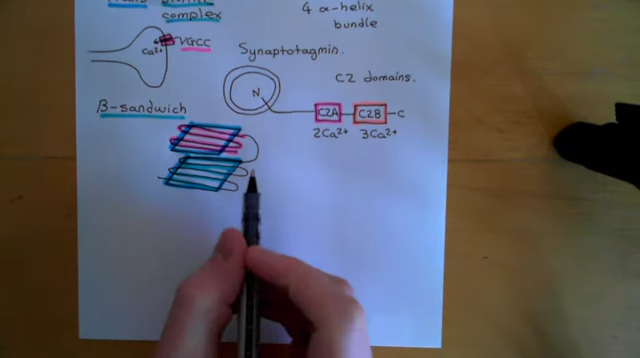 complex
4 α-helix
bundle
Ca²⁺
VGCC
Synaptotagmin.
C2 domains.
N
C2A
C2B
C
2Ca²⁺
3Ca²⁺
β-sandwich